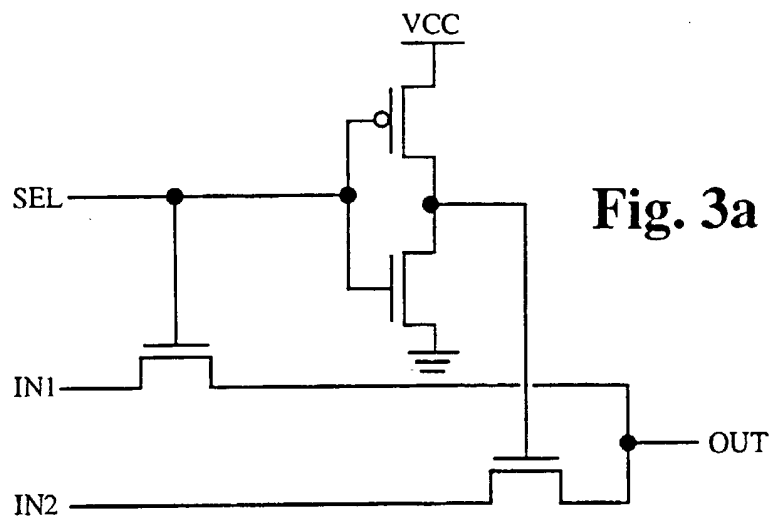 VCC
SEL
Fig. 3a
IN1
OUT
IN2